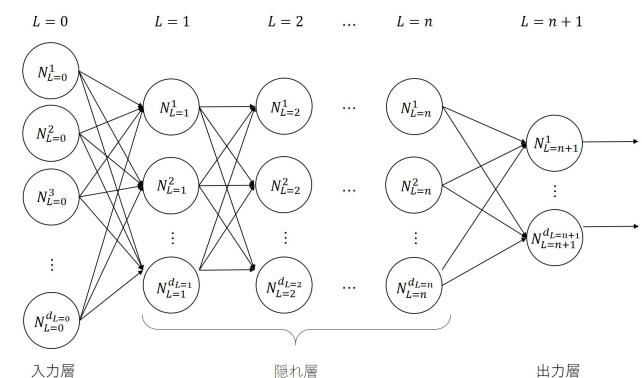 L = 0 L = 1 L = 2 ... L = n L = n + 1
N^1_{L=0}
N^1_{L=1} N^1_{L=2} ... N^1_{L=n}
N^2_{L=0}
N^1_{L=n+1}
N^2_{L=1} N^2_{L=2} ... N^2_{L=n}
N^3_{L=0}
⋮
⋮ ⋮ ⋮
N^{d_{L=n+1}}_{L=n+1}
⋮
N^{d_{L=1}}_{L=1} N^{d_{L=2}}_{L=2} ... N^{d_{L=n}}_{L=n}
N^{d_{L=0}}_{L=0}
入力層 隠れ層 出力層